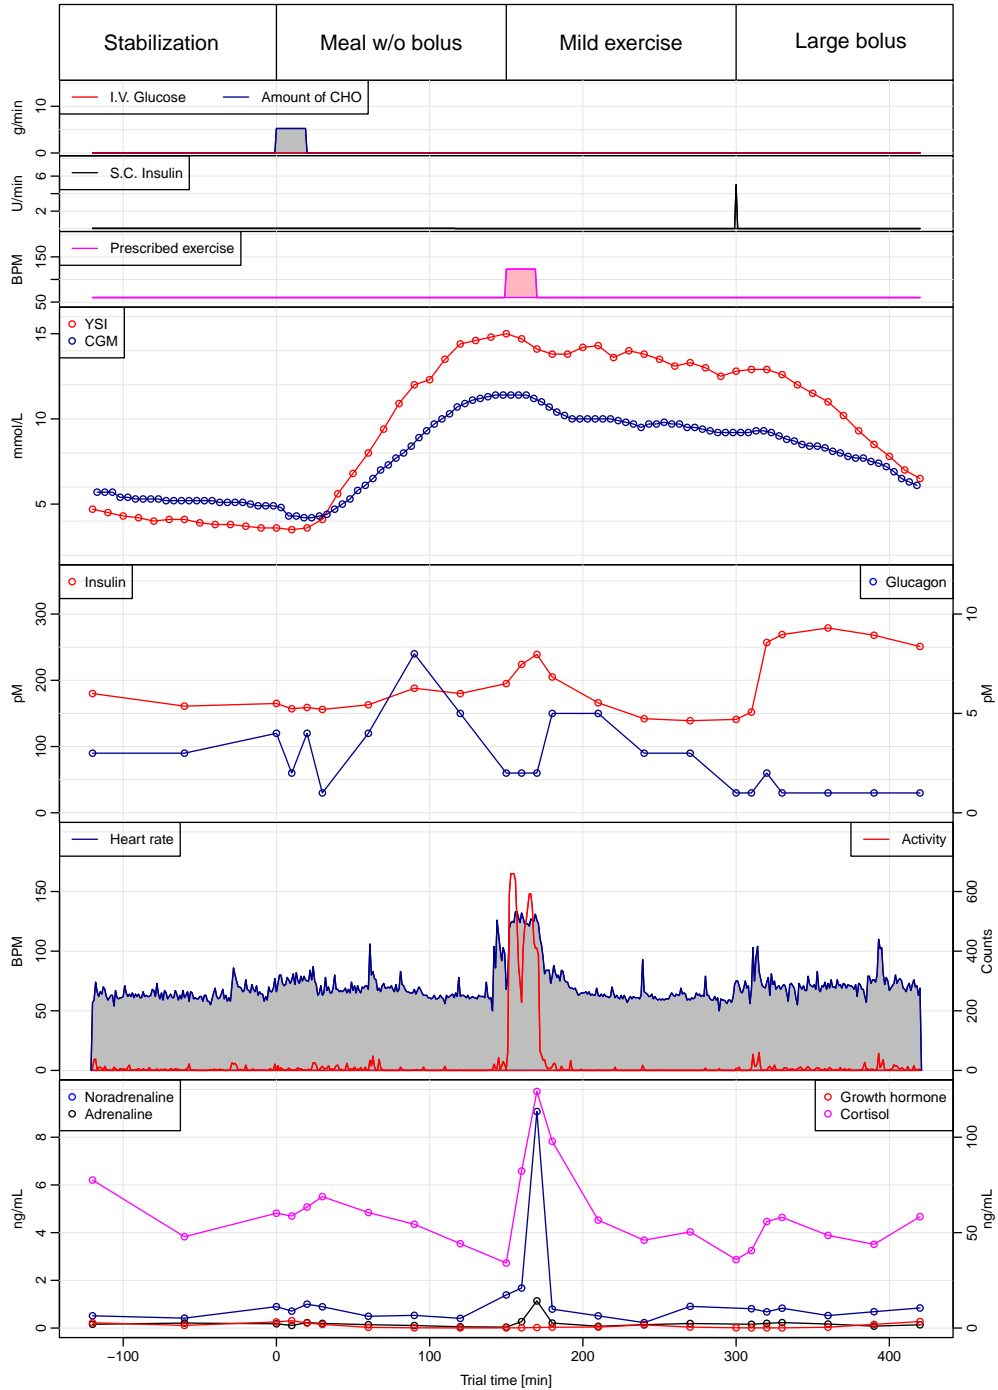 Stabilization Meal w/o bolus Mild exercise Large bolus
I.V. Glucose Amount of CHO
g/min
10
0
S.C. Insulin
U/min
6
2
Prescribed exercise
BPM
150
50
YSI
CGM
mmol/L
15
10
5
Insulin Glucagon
pM
300
200
100
0
10
5
0
pM
Heart rate Activity
BPM
150
100
50
0
600
400
200
0
Counts
Noradrenaline Growth hormone
Adrenaline Cortisol
ng/mL
8
6
4
2
0
100
50
0
ng/mL
−100 0 100 200 300 400
Trial time [min]